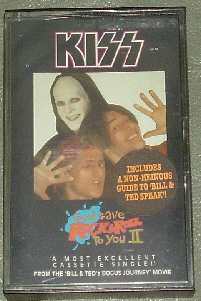 KISS
INCLUDES
A NON-HEINOUS
GUIDE TO 'BILL &
TED SPEAK'!
God gave
ROCK & ROLL
To You II
'A MOST EXCELLENT
CASSETTE SINGLE!'
FROM THE 'BILL & TED'S BOGUS JOURNEY' MOVIE